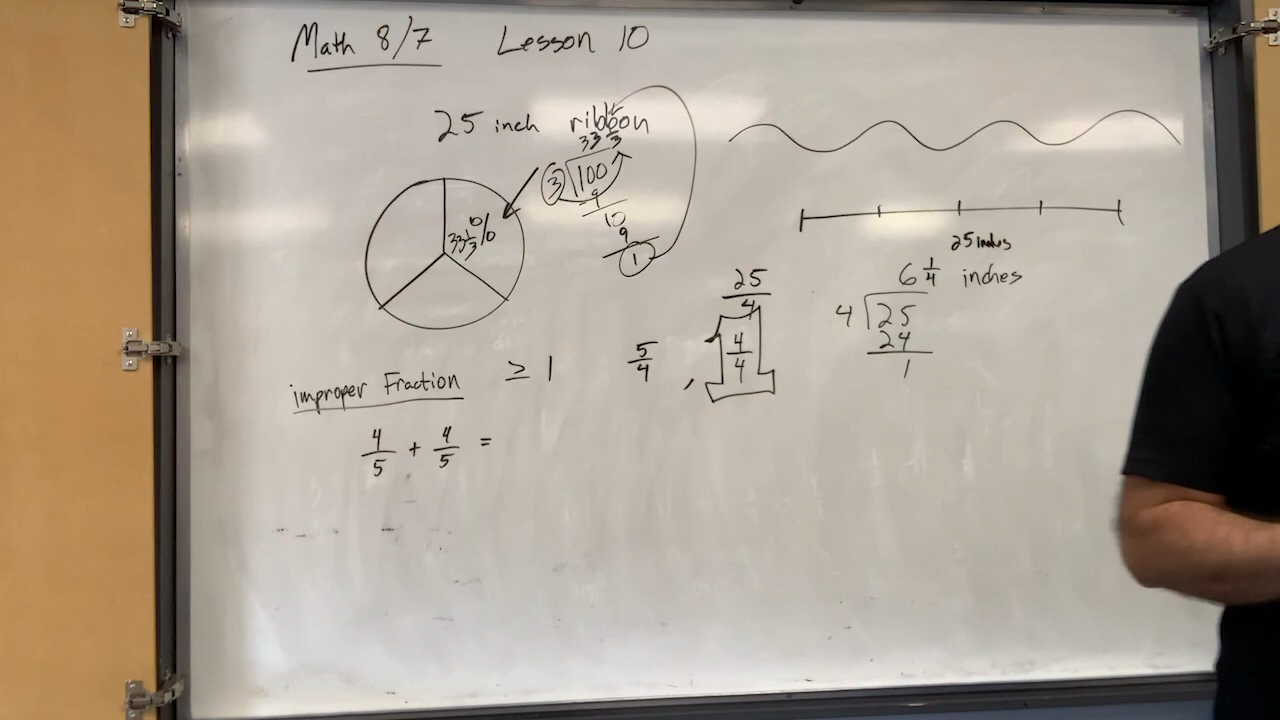 Math 8/7 Lesson 10
25 inch ribbon
33 1/3
3 100
9
10
9
1
33 1/3 %
25 inches
6 1/4 inches
4 25
24
1
25/4
improper Fraction ≥ 1 5/4 , 4/4
4/5 + 4/5 =